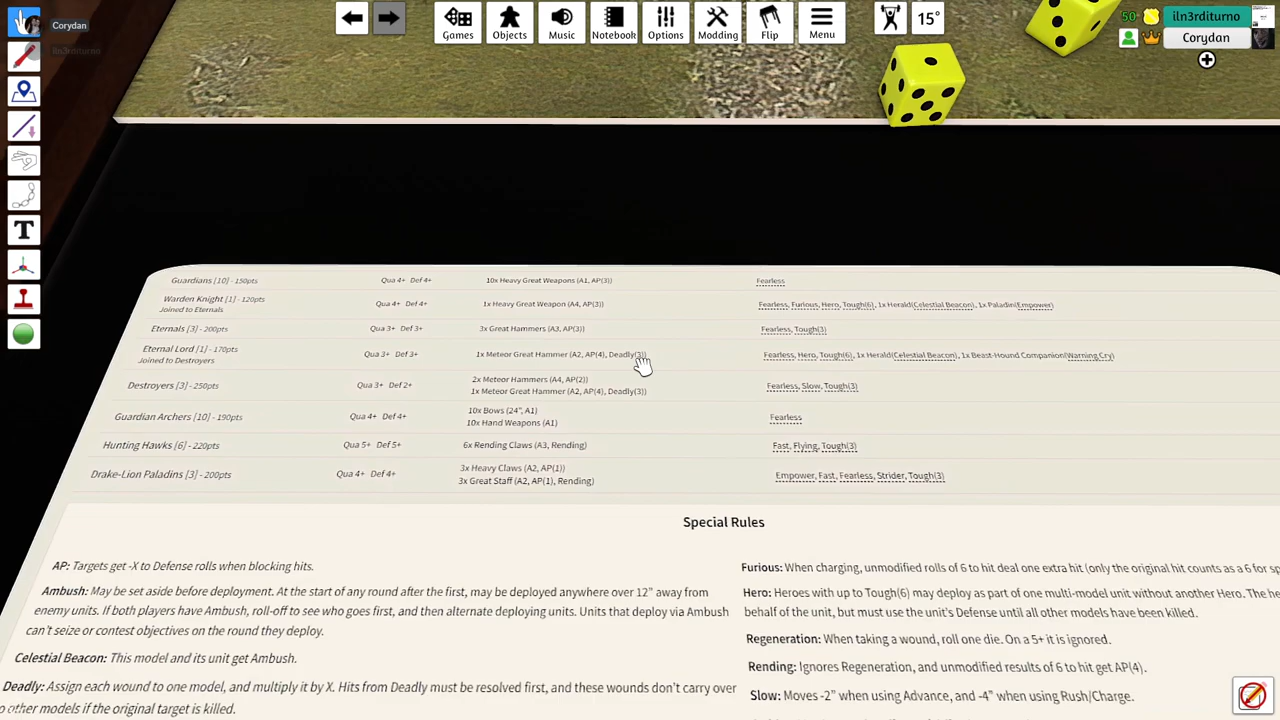 Corydan
iln3rditurno
Games
Objects
Music
Notebook
Options
Modding
Flip
Menu
15°
50
iln3rditurno
Corydan
T
Guardians [10] - 150pts Qua 4+ Def 4+ 10x Heavy Great Weapons (A1, AP(3)) Fearless
Warden Knight [1] - 120pts Qua 4+ Def 4+ 1x Heavy Great Weapon (A4, AP(3)) Fearless, Furious, Hero, Tough(6), 1x Herald(Celestial Beacon), 1x Paladin(Empower)
Joined to Eternals
Eternals [3] - 200pts Qua 3+ Def 3+ 3x Great Hammers (A3, AP(3)) Fearless, Tough(3)
Eternal Lord [1] - 170pts Qua 3+ Def 3+ 1x Meteor Great Hammer (A2, AP(4), Deadly(3)) Fearless, Hero, Tough(6), 1x Herald(Celestial Beacon), 1x Beast-Hound Companion(Warning Cry)
Joined to Destroyers
Destroyers [3] - 250pts Qua 3+ Def 2+ 2x Meteor Hammers (A4, AP(2)) Fearless, Slow, Tough(3)
1x Meteor Great Hammer (A2, AP(4), Deadly(3))
Guardian Archers [10] - 190pts Qua 4+ Def 4+ 10x Bows (24", A1) Fearless
10x Hand Weapons (A1)
Hunting Hawks [6] - 220pts Qua 5+ Def 5+ 6x Rending Claws (A3, Rending) Fast, Flying, Tough(3)
Drake-Lion Paladins [3] - 200pts Qua 4+ Def 4+ 3x Heavy Claws (A2, AP(1)) Empower, Fast, Fearless, Strider, Tough(3)
3x Great Staff (A2, AP(1), Rending)
Special Rules
AP: Targets get -X to Defense rolls when blocking hits.
Ambush: May be set aside before deployment. At the start of any round after the first, may be deployed anywhere over 12" away from
enemy units. If both players have Ambush, roll-off to see who goes first, and then alternate deploying units. Units that deploy via Ambush
can't seize or contest objectives on the round they deploy.
Celestial Beacon: This model and its unit get Ambush.
Deadly: Assign each wound to one model, and multiply it by X. Hits from Deadly must be resolved first, and these wounds don't carry over
to other models if the original target is killed.
Furious: When charging, unmodified rolls of 6 to hit deal one extra hit (only the original hit counts as a 6 for sp
Hero: Heroes with up to Tough(6) may deploy as part of one multi-model unit without another Hero. The he
behalf of the unit, but must use the unit's Defense until all other models have been killed.
Regeneration: When taking a wound, roll one die. On a 5+ it is ignored.
Rending: Ignores Regeneration, and unmodified results of 6 to hit get AP(4).
Slow: Moves -2" when using Advance, and -4" when using Rush/Charge.